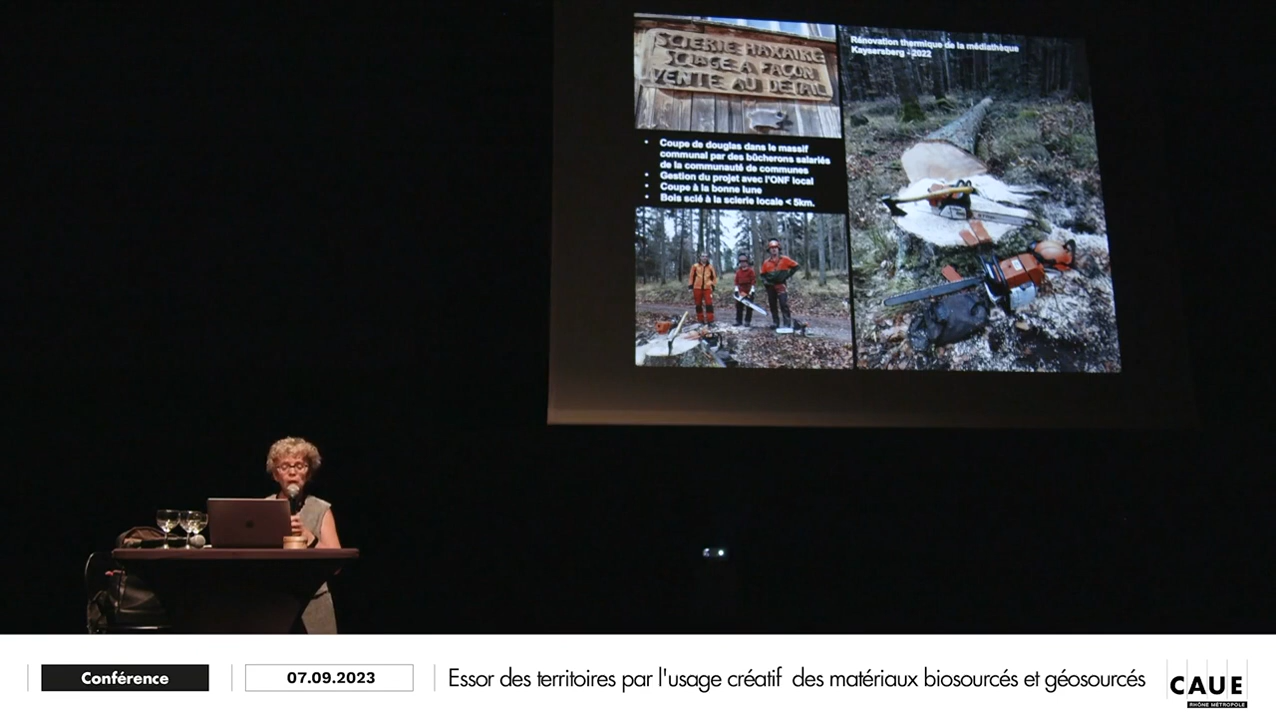 SCIERIE HAXAIRE
SCIAGE A FAÇON
VENTE AU DETAIL
Rénovation thermique de la médiathèque
Kaysersberg - 2022
• Coupe de douglas dans le massif
communal par des bûcherons salariés
de la communauté de communes
• Gestion du projet avec l'ONF local
• Coupe à la bonne lune
• Bois scié à la scierie locale < 5km.
Conférence
07.09.2023
Essor des territoires par l'usage créatif des matériaux biosourcés et géosourcés
CAUE
RHÔNE MÉTROPOLE